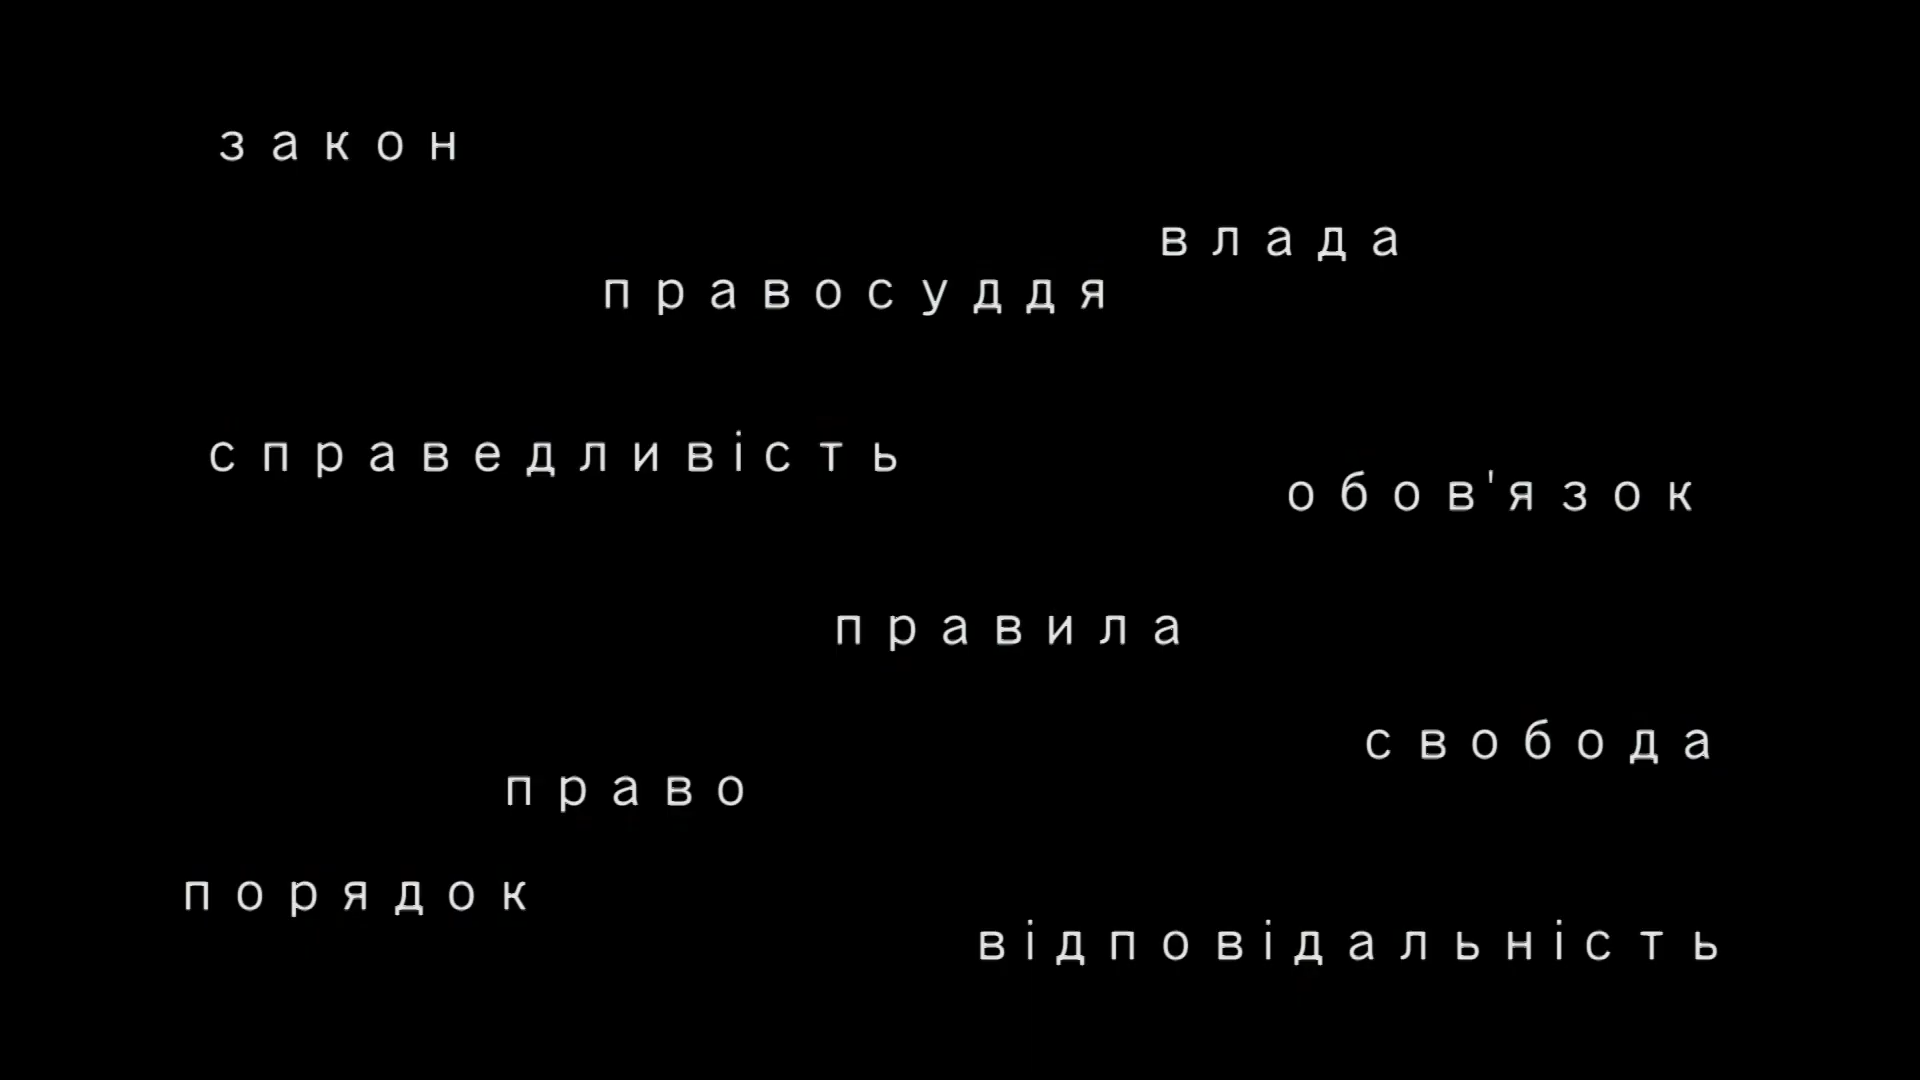 закон
влада
правосуддя
справедливість
обов'язок
правила
свобода
право
порядок
відповідальність